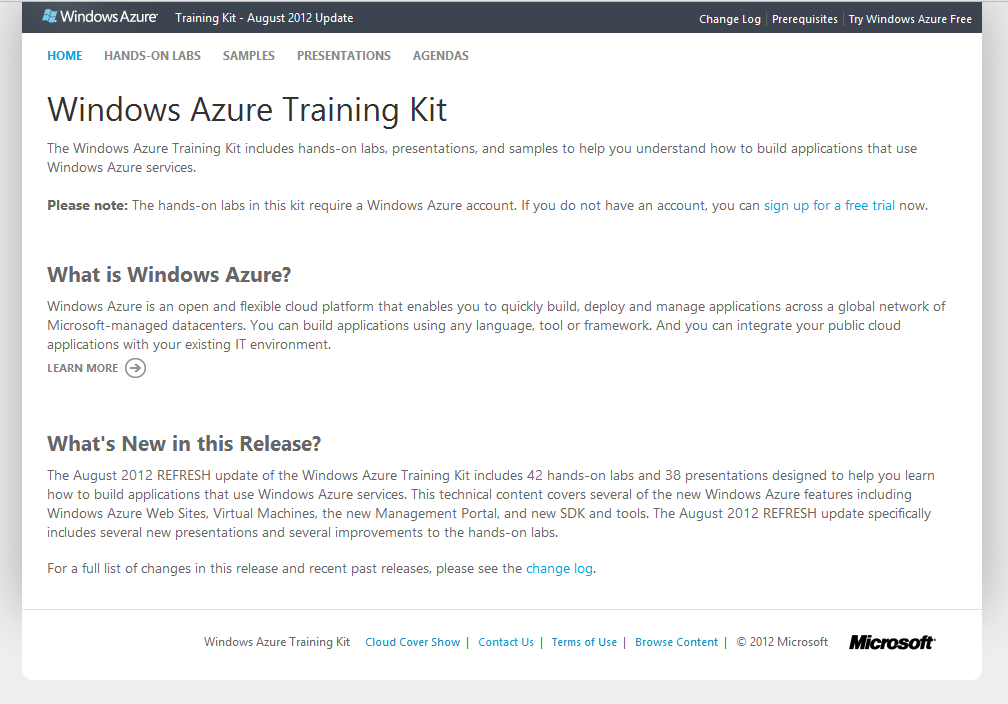 Windows Azure Training Kit - August 2012 Update Change Log | Prerequisites | Try Windows Azure Free
HOME HANDS-ON LABS SAMPLES PRESENTATIONS AGENDAS
Windows Azure Training Kit
The Windows Azure Training Kit includes hands-on labs, presentations, and samples to help you understand how to build applications that use
Windows Azure services.
Please note: The hands-on labs in this kit require a Windows Azure account. If you do not have an account, you can sign up for a free trial now.
What is Windows Azure?
Windows Azure is an open and flexible cloud platform that enables you to quickly build, deploy and manage applications across a global network of
Microsoft-managed datacenters. You can build applications using any language, tool or framework. And you can integrate your public cloud
applications with your existing IT environment.
LEARN MORE
What's New in this Release?
The August 2012 REFRESH update of the Windows Azure Training Kit includes 42 hands-on labs and 38 presentations designed to help you learn
how to build applications that use Windows Azure services. This technical content covers several of the new Windows Azure features including
Windows Azure Web Sites, Virtual Machines, the new Management Portal, and new SDK and tools. The August 2012 REFRESH update specifically
includes several new presentations and several improvements to the hands-on labs.
For a full list of changes in this release and recent past releases, please see the change log.
Windows Azure Training Kit Cloud Cover Show | Contact Us | Terms of Use | Browse Content | © 2012 Microsoft Microsoft